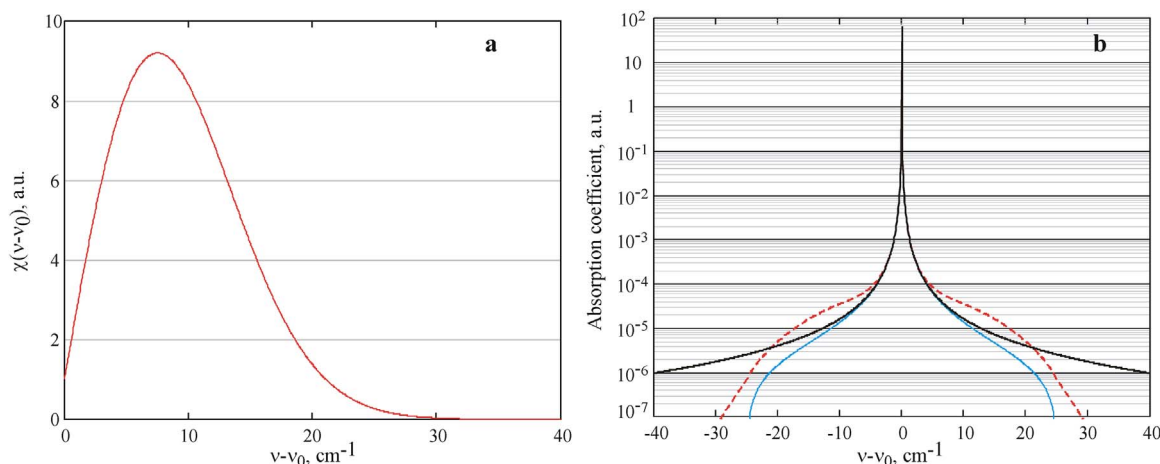 a
10
8
6
4
2
0
χ(ν-ν₀), a.u.
0 10 20 30 40
ν-ν₀, cm⁻¹
b
10²
10
1
10⁻¹
10⁻²
10⁻³
10⁻⁴
10⁻⁵
10⁻⁶
10⁻⁷
Absorption coefficient, a.u.
-40 -30 -20 -10 0 10 20 30 40
ν-ν₀, cm⁻¹